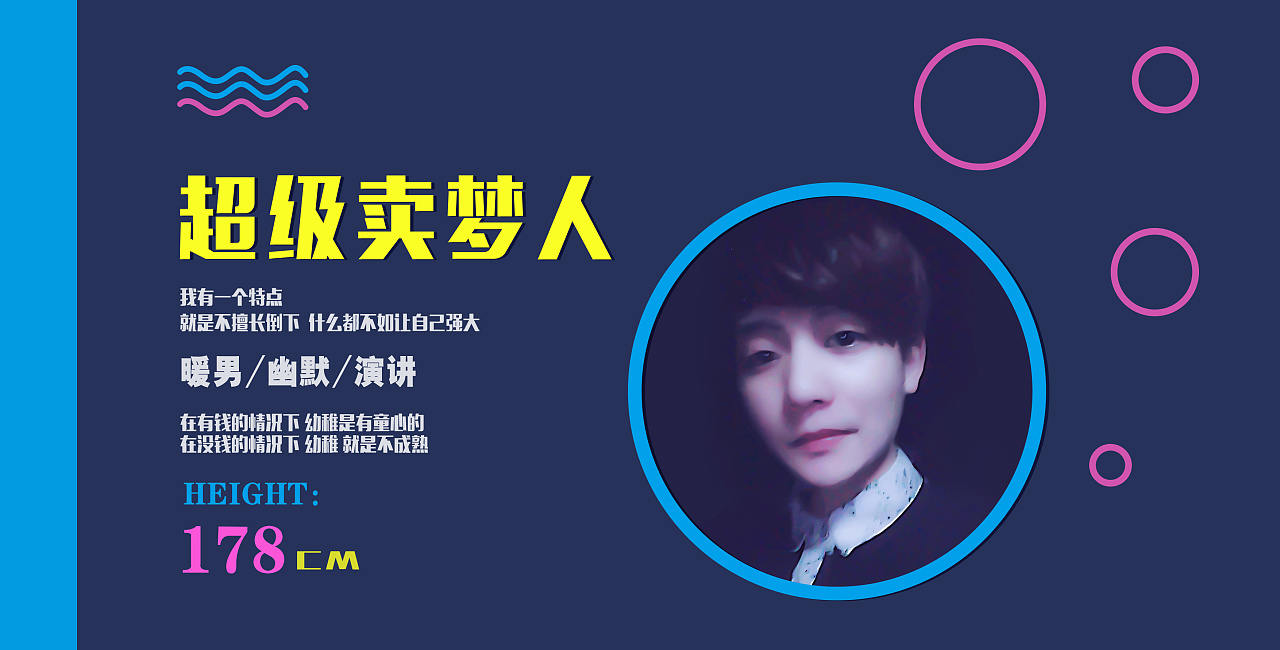 超级卖梦人
我有一个特点
就是不擅长倒下 什么都不如让自己强大
暖男/幽默/演讲
在有钱的情况下 幼稚是有童心的
在没钱的情况下 幼稚 就是不成熟
HEIGHT:
178 CM